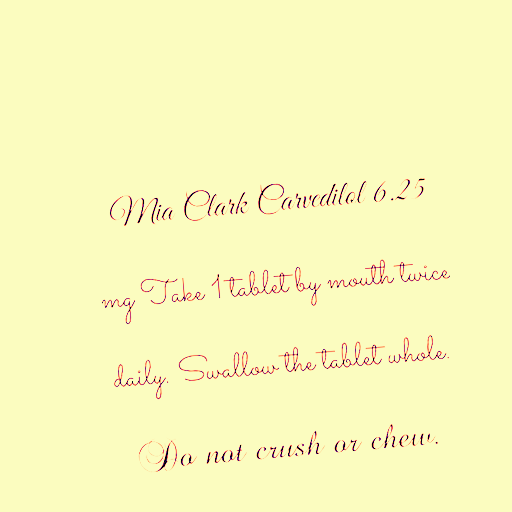 Mia Clark Carvedilol 6.25
mg Take 1 tablet by mouth twice
daily. Swallow the tablet whole.
Do not crush or chew.